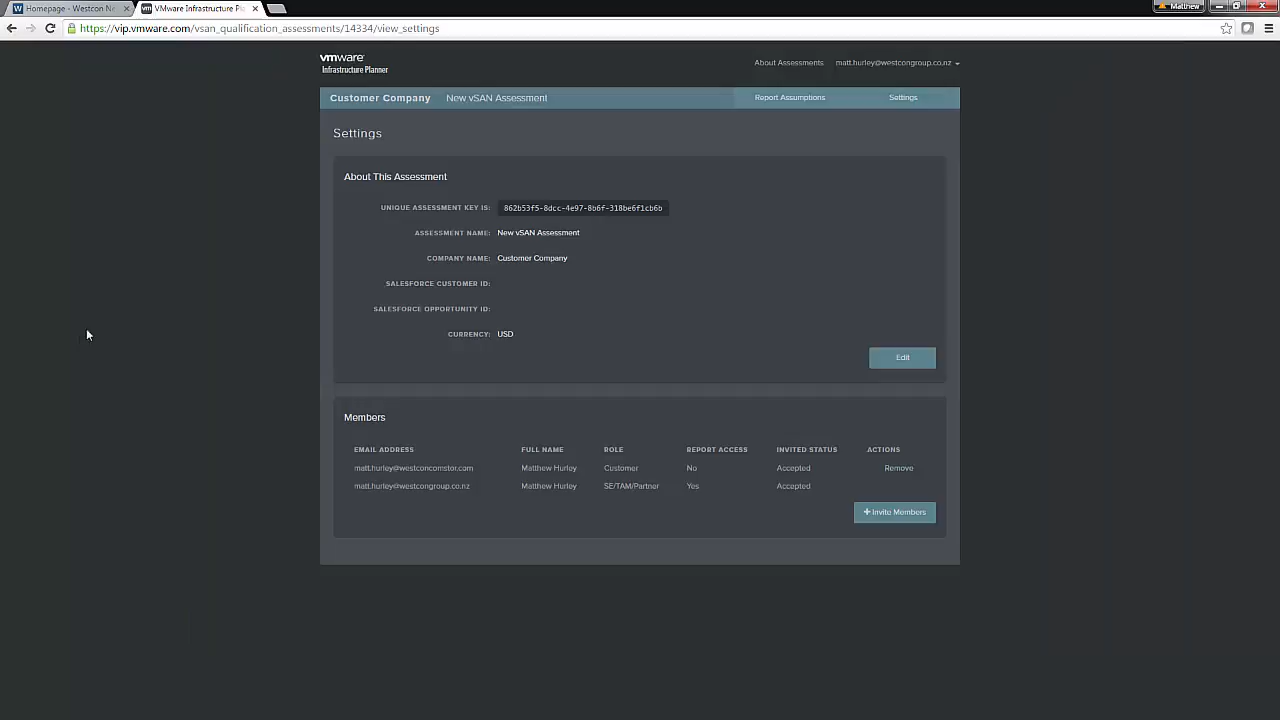 Homepage - Westcon Ne
VMware Infrastructure Pl
Matthew
https://vip.vmware.com/vsan_qualification_assessments/14334/view_settings
vmware
Infrastructure Planner
About Assessments
matt.hurley@westcongroup.co.nz
Customer Company
New vSAN Assessment
Report Assumptions
Settings
Settings
About This Assessment
UNIQUE ASSESSMENT KEY IS: 862b53f5-8dcc-4e97-8b6f-318be6f1cb6b
ASSESSMENT NAME: New vSAN Assessment
COMPANY NAME: Customer Company
SALESFORCE CUSTOMER ID:
SALESFORCE OPPORTUNITY ID:
CURRENCY: USD
Edit
Members
EMAIL ADDRESS FULL NAME ROLE REPORT ACCESS INVITED STATUS ACTIONS
matt.hurley@westconcomstor.com Matthew Hurley Customer No Accepted Remove
matt.hurley@westcongroup.co.nz Matthew Hurley SE/TAM/Partner Yes Accepted
+ Invite Members